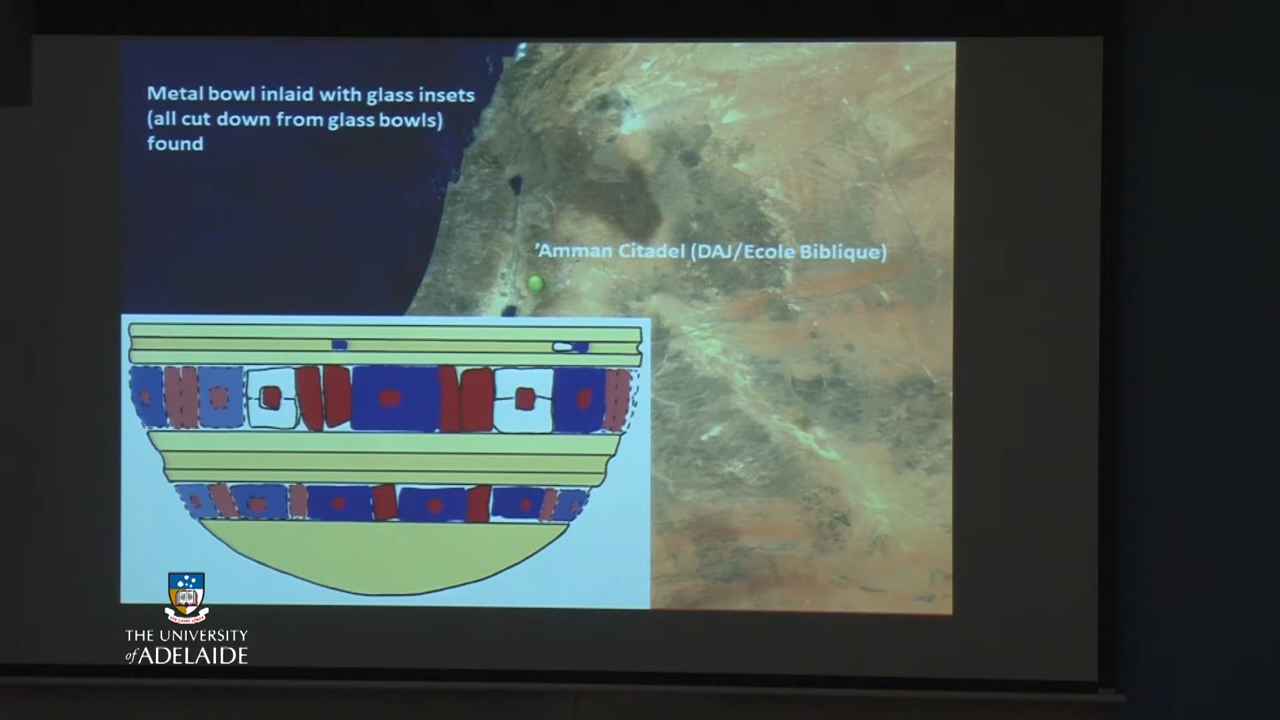 Metal bowl inlaid with glass insets
(all cut down from glass bowls)
found
'Amman Citadel (DAJ/Ecole Biblique)
THE UNIVERSITY
of ADELAIDE